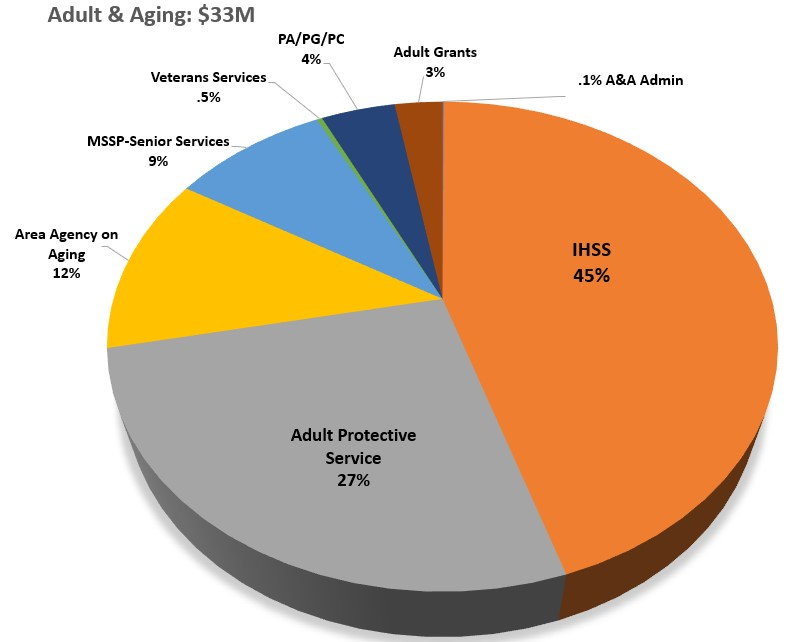 Adult & Aging: $33M
PA/PG/PC
4%
Adult Grants
3%
.1% A&A Admin
Veterans Services
.5%
MSSP-Senior Services
9%
Area Agency on
Aging
12%
IHSS
45%
Adult Protective
Service
27%